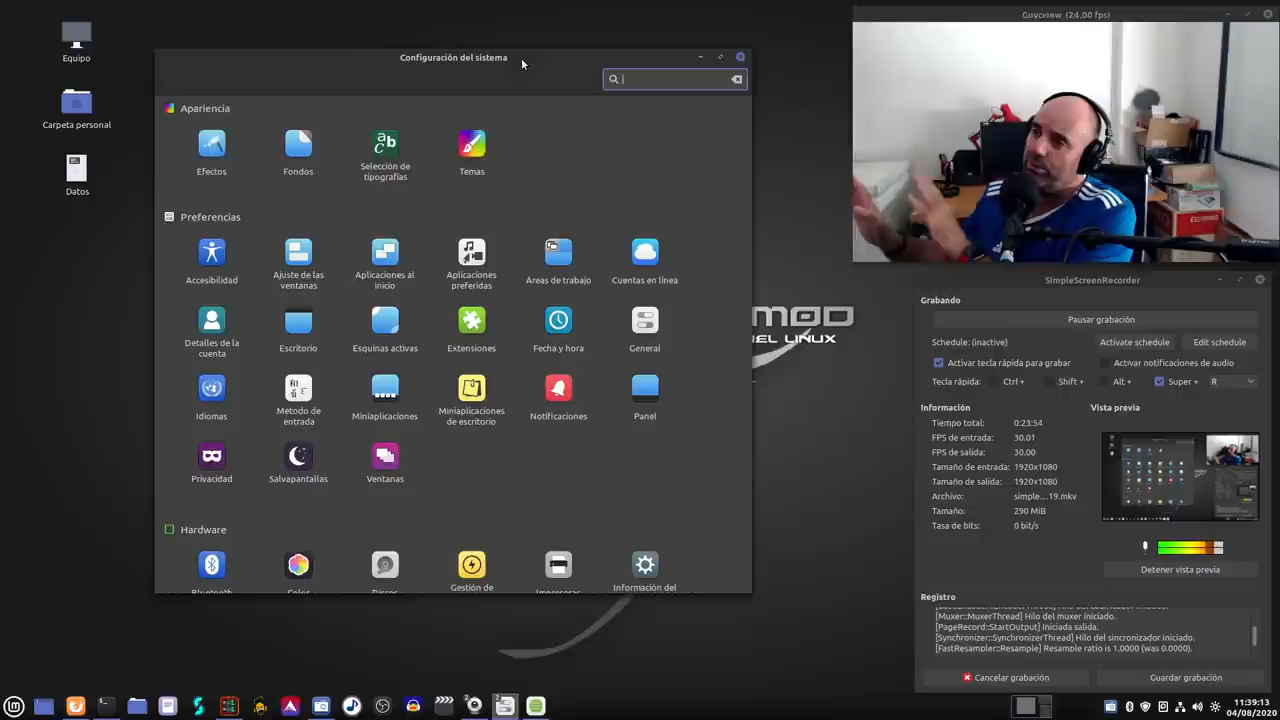 Equipo
Carpeta personal
Datos
Configuración del sistema
Apariencia
Efectos
Fondos
Selección de
tipografías
Temas
Preferencias
Accesibilidad
Ajuste de las
ventanas
Aplicaciones al
inicio
Aplicaciones
preferidas
Áreas de trabajo
Cuentas en línea
Detalles de la
cuenta
Escritorio
Esquinas activas
Extensiones
Fecha y hora
General
Idiomas
Método de
entrada
Miniaplicaciones
Miniaplicaciones
de escritorio
Notificaciones
Panel
Privacidad
Salvapantallas
Ventanas
Hardware
Bluetooth
Color
Discos
Gestión de
Impresoras
Información del
Guvcview (24,00 fps)
SimpleScreenRecorder
Grabando
Pausar grabación
Schedule: (inactive)
Activate schedule
Edit schedule
Activar tecla rápida para grabar
Activar notificaciones de audio
Tecla rápida:
Ctrl +
Shift +
Alt +
Super +
R
Información
Tiempo total: 0:23:54
FPS de entrada: 30.01
FPS de salida: 30.00
Tamaño de entrada: 1920x1080
Tamaño de salida: 1920x1080
Archivo: simple...19.mkv
Tamaño: 290 MiB
Tasa de bits: 0 bit/s
Vista previa
Detener vista previa
Registro
[Muxer::MuxerThread] Hilo del muxer iniciado.
[PageRecord::StartOutput] Iniciada salida.
[Synchronizer::SynchronizerThread] Hilo del sincronizador iniciado.
[FastResampler::Resample] Resample ratio is 1.0000 (was 0.0000).
Cancelar grabación
Guardar grabación
11:39:13
04/08/2020